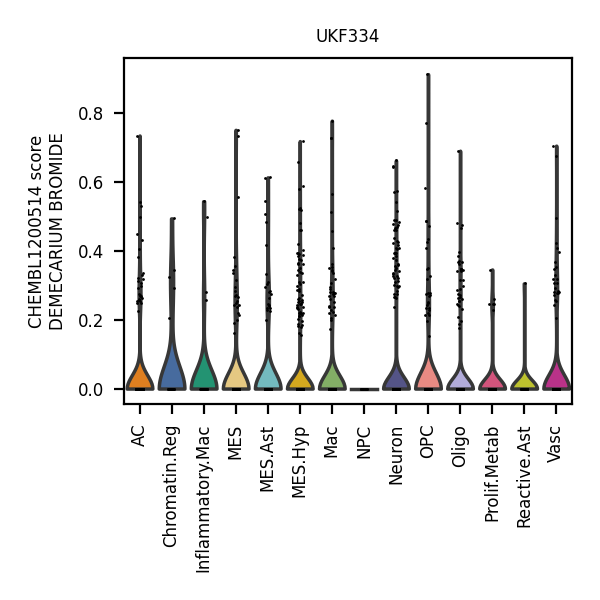 UKF334
CHEMBL1200514 score
DEMECARIUM BROMIDE
0.8
0.6
0.4
0.2
0.0
AC
Chromatin.Reg
Inflammatory.Mac
MES
MES.Ast
MES.Hyp
Mac
NPC
Neuron
OPC
Oligo
Prolif.Metab
Reactive.Ast
Vasc